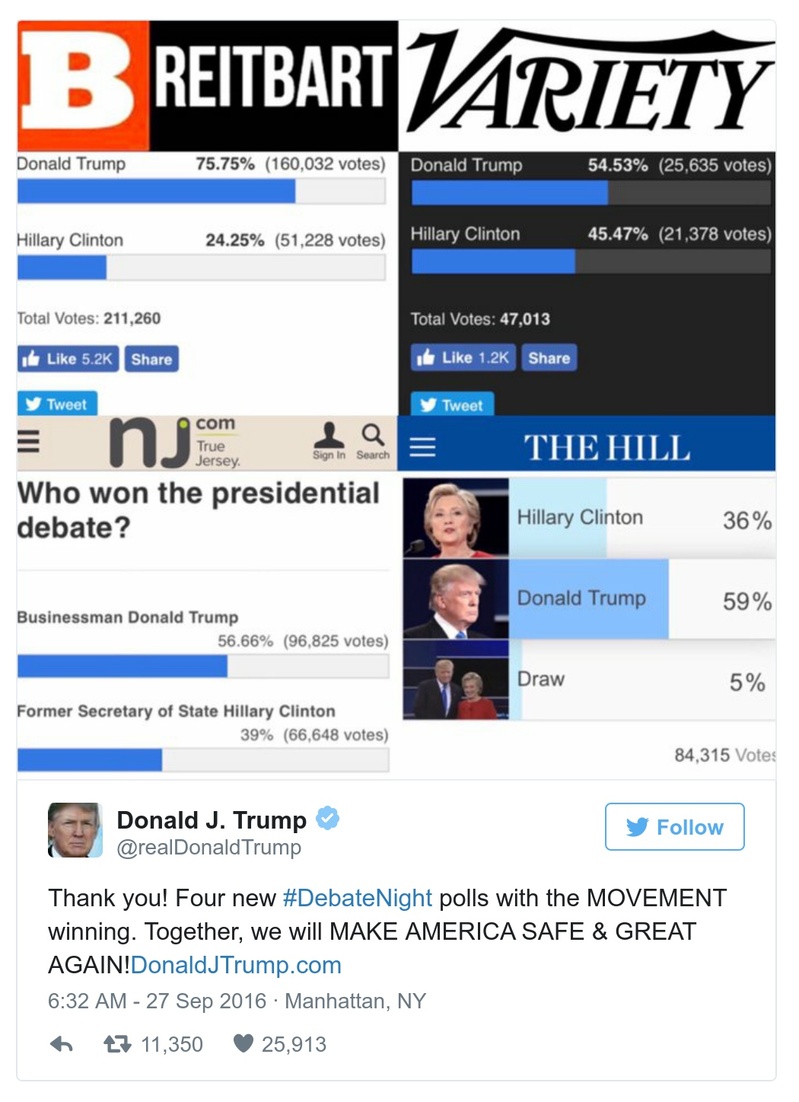 BREITBART
Donald Trump 75.75% (160,032 votes)
Hillary Clinton 24.25% (51,228 votes)
Total Votes: 211,260
Like 5.2K Share
Tweet
VARIETY
Donald Trump 54.53% (25,635 votes)
Hillary Clinton 45.47% (21,378 votes)
Total Votes: 47,013
Like 1.2K Share
Tweet
nj com
True
Jersey.
Sign In Search
Who won the presidential
debate?
Businessman Donald Trump
56.66% (96,825 votes)
Former Secretary of State Hillary Clinton
39% (66,648 votes)
THE HILL
Hillary Clinton 36%
Donald Trump 59%
Draw 5%
84,315 Votes
Donald J. Trump
@realDonaldTrump
Follow
Thank you! Four new #DebateNight polls with the MOVEMENT
winning. Together, we will MAKE AMERICA SAFE & GREAT
AGAIN!DonaldJTrump.com
6:32 AM - 27 Sep 2016 · Manhattan, NY
11,350 25,913